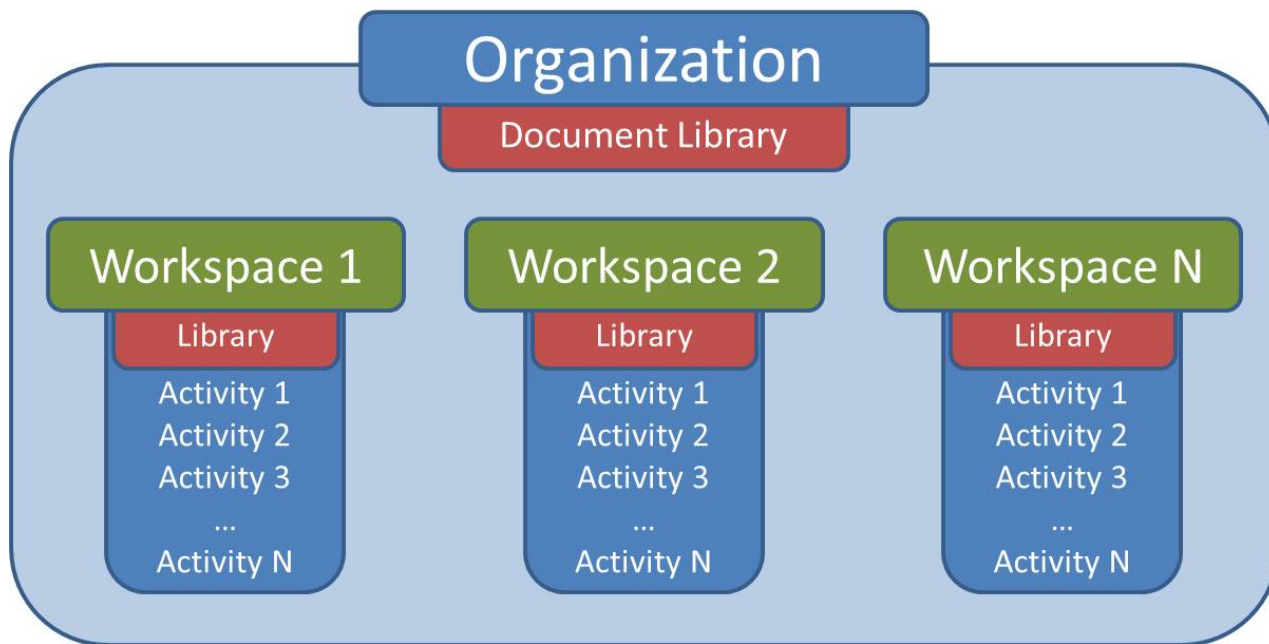 Organization
Document Library
Workspace 1
Library
Activity 1
Activity 2
Activity 3
...
Activity N
Workspace 2
Library
Activity 1
Activity 2
Activity 3
...
Activity N
Workspace N
Library
Activity 1
Activity 2
Activity 3
...
Activity N